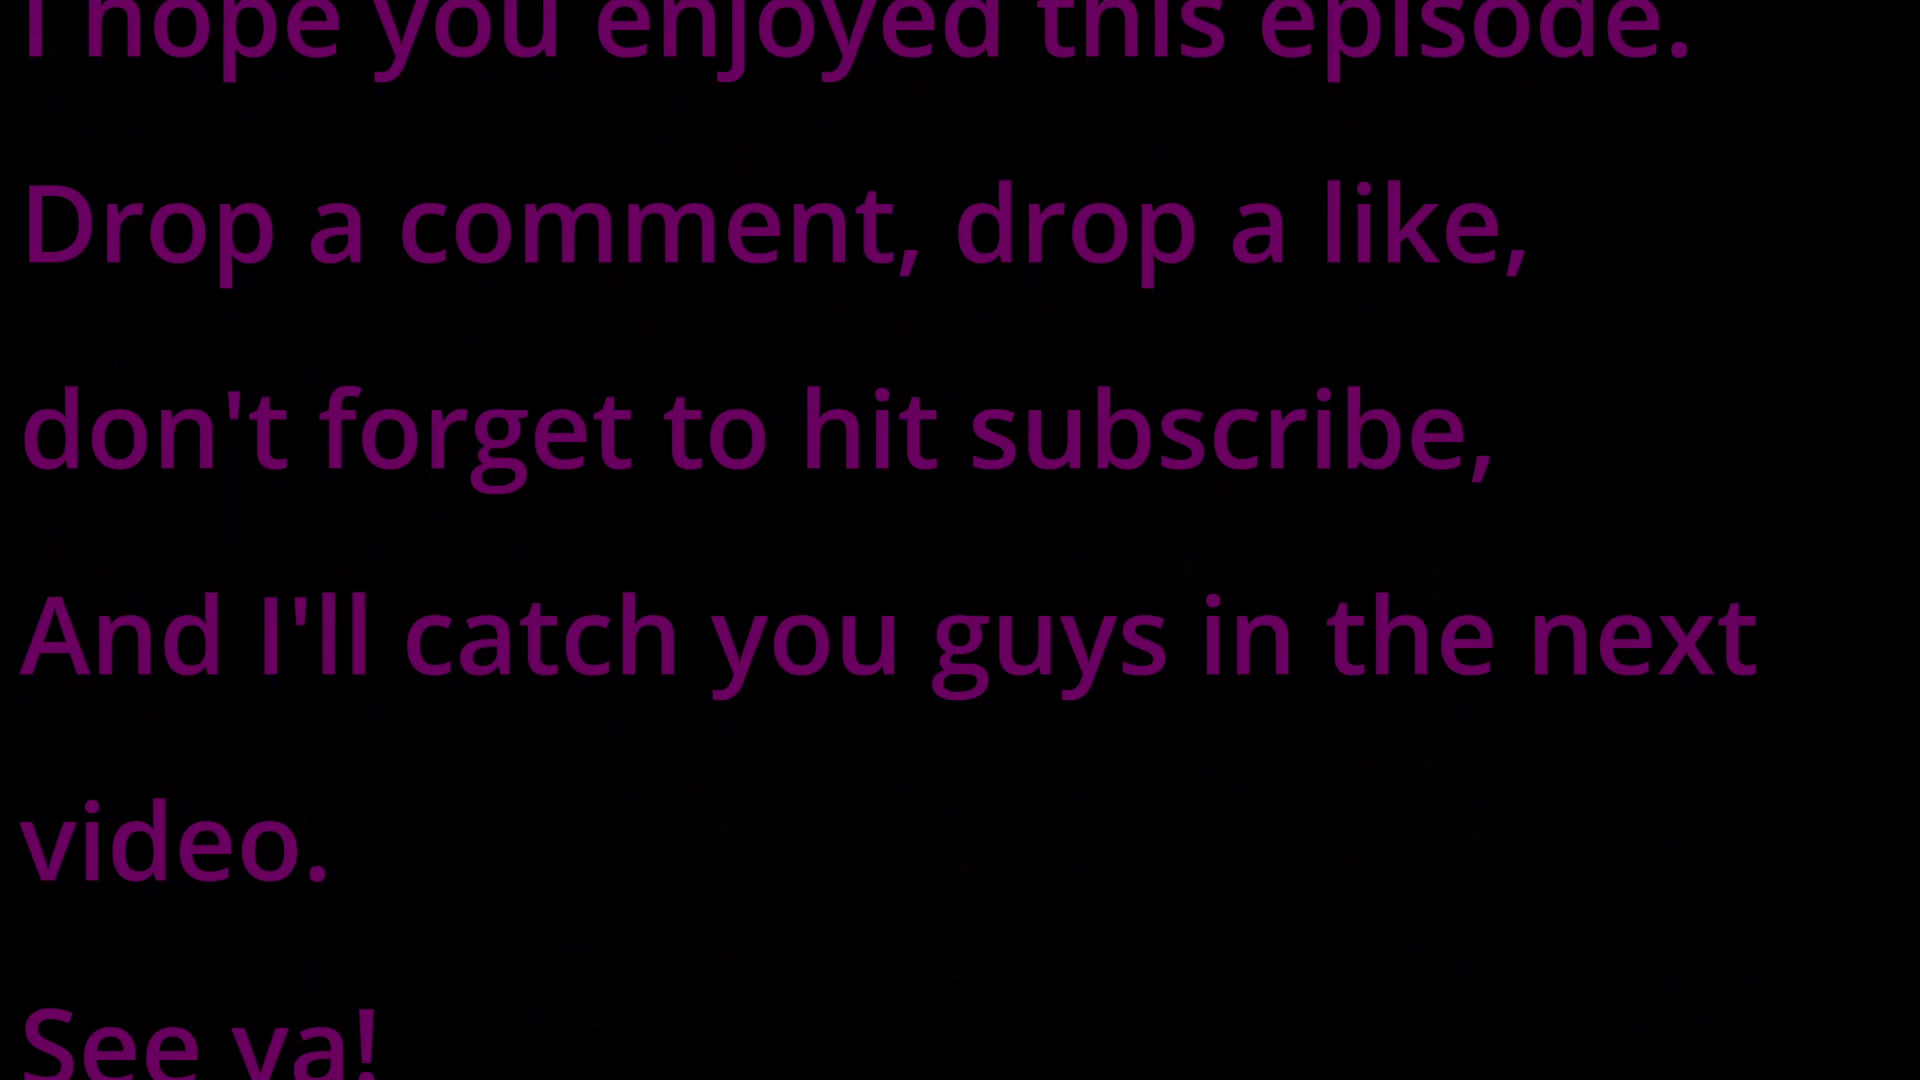 I hope you enjoyed this episode.
Drop a comment, drop a like,
don't forget to hit subscribe,
And I'll catch you guys in the next
video.
See ya!